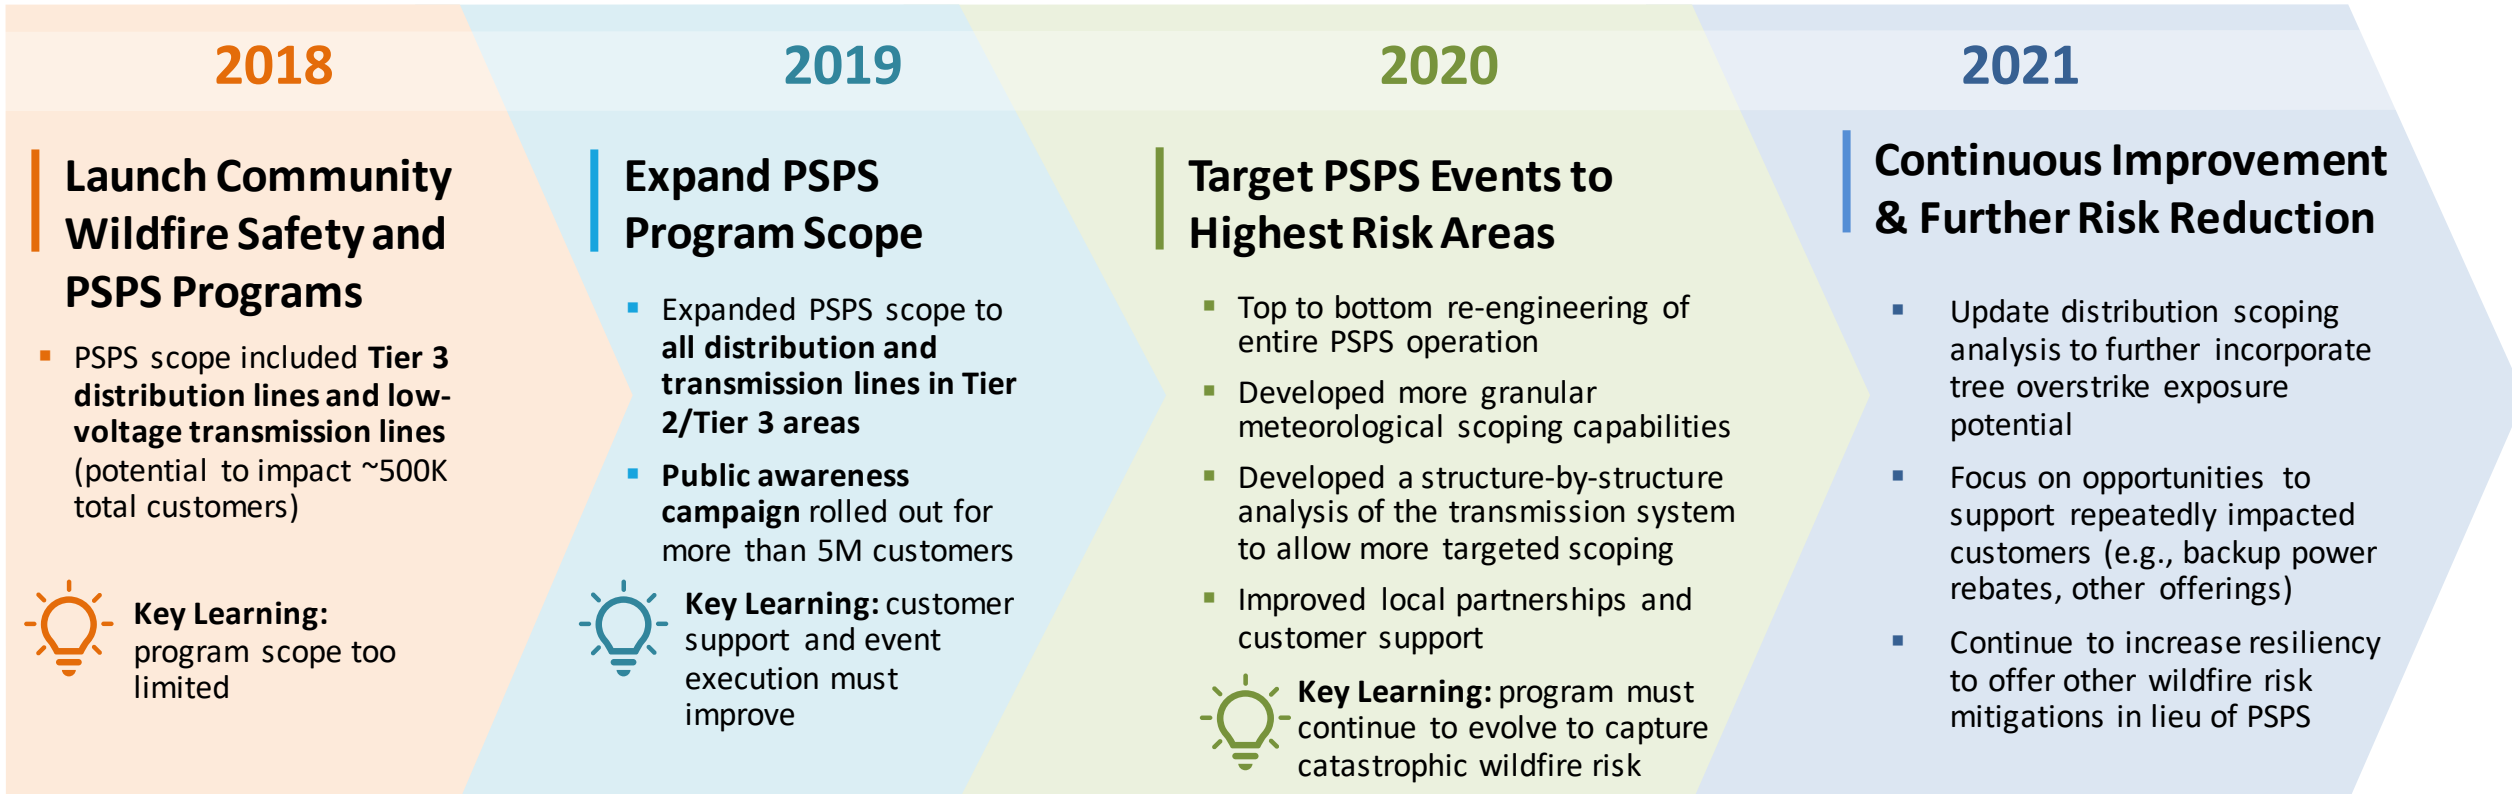 2018
Launch Community
Wildfire Safety and
PSPS Programs
▪ PSPS scope included Tier 3
distribution lines and low-
voltage transmission lines
(potential to impact ~500K
total customers)
Key Learning:
program scope too
limited
2019
Expand PSPS
Program Scope
▪ Expanded PSPS scope to
all distribution and
transmission lines in Tier
2/Tier 3 areas
▪ Public awareness
campaign rolled out for
more than 5M customers
Key Learning: customer
support and event
execution must
improve
2020
Target PSPS Events to
Highest Risk Areas
▪ Top to bottom re-engineering of
entire PSPS operation
▪ Developed more granular
meteorological scoping capabilities
▪ Developed a structure-by-structure
analysis of the transmission system
to allow more targeted scoping
▪ Improved local partnerships and
customer support
Key Learning: program must
continue to evolve to capture
catastrophic wildfire risk
2021
Continuous Improvement
& Further Risk Reduction
▪ Update distribution scoping
analysis to further incorporate
tree overstrike exposure
potential
▪ Focus on opportunities to
support repeatedly impacted
customers (e.g., backup power
rebates, other offerings)
▪ Continue to increase resiliency
to offer other wildfire risk
mitigations in lieu of PSPS